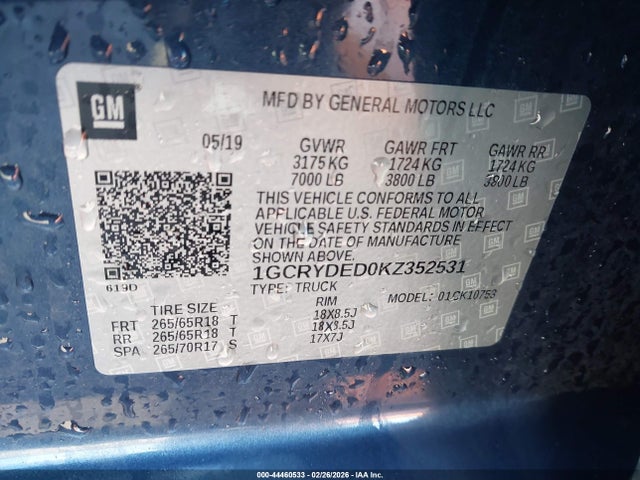 GM
MFD BY GENERAL MOTORS LLC
05/19 GVWR GAWR FRT GAWR RR
3175 KG 1724 KG 1724 KG
7000 LB 3800 LB 3800 LB
THIS VEHICLE CONFORMS TO ALL
APPLICABLE U.S. FEDERAL MOTOR
VEHICLE SAFETY STANDARDS IN EFFECT
ON THE DATE OF MANUFACTURE
SHOWN ABOVE.
619D
1GCRYDED0KZ352531
TYPE: TRUCK MODEL: 01CK10753
TIRE SIZE RIM
FRT 265/65R18 T 18X8.5J
RR 265/65R18 T 18X8.5J
SPA 265/70R17 S 17X7J
000-44460533 - 02/26/2026 - IAA Inc.